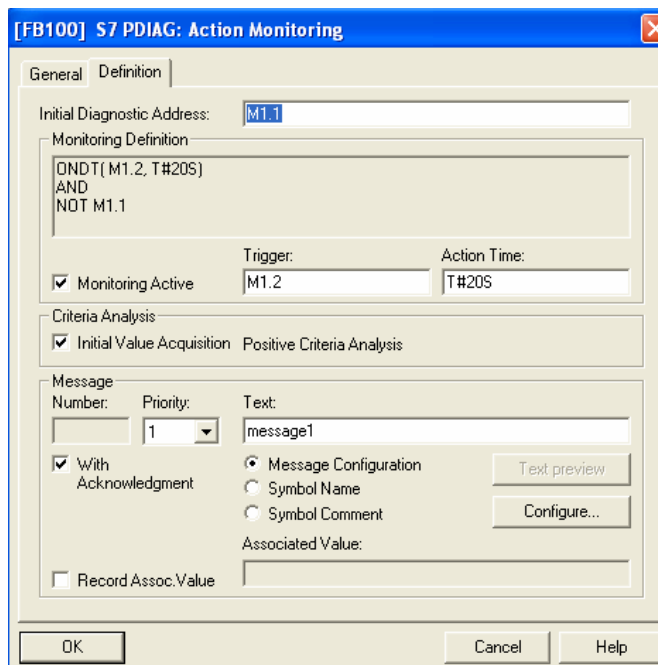 [FB100] S7 PDIAG: Action Monitoring
General Definition
Initial Diagnostic Address: M1.1
Monitoring Definition
ONDT( M1.2, T#20S)
AND
NOT M1.1
Trigger: Action Time:
Monitoring Active M1.2 T#20S
Criteria Analysis
Initial Value Acquisition Positive Criteria Analysis
Message
Number: Priority: Text:
1 message1
With Acknowledgment
Message Configuration Text preview
Symbol Name
Symbol Comment Configure...
Associated Value:
Record Assoc.Value
OK Cancel Help